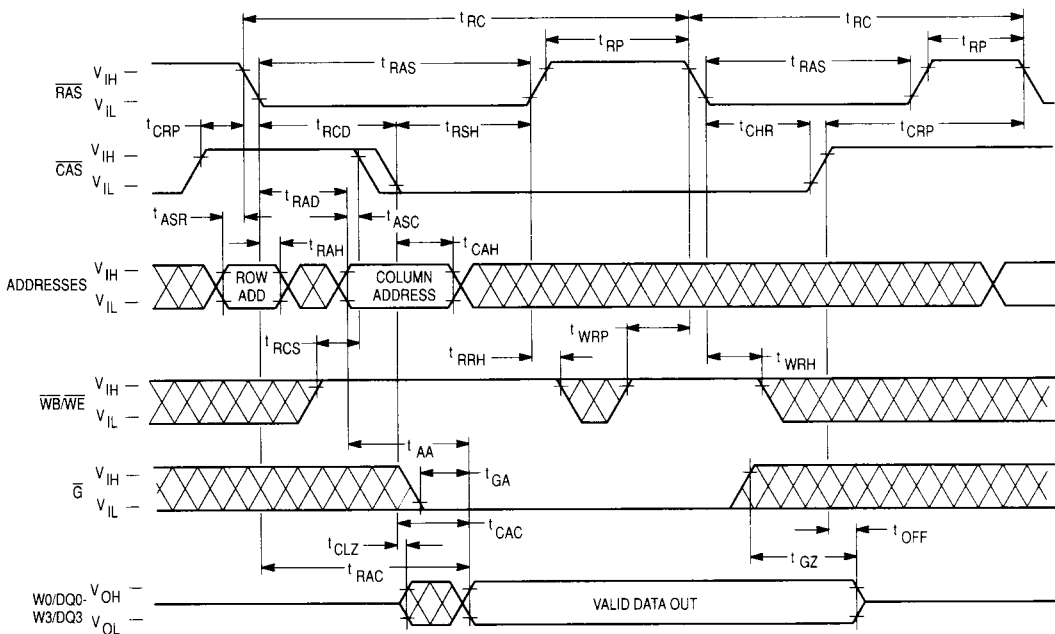 tRC tRC
tRP tRP
tRAS tRAS
RAS VIH
VIL
tCRP tRCD tRSH tCHR tCRP
CAS VIH
VIL
tRAD
tASR tASC
tRAH tCAH
ADDRESSES VIH
VIL
ROW ADD
COLUMN ADDRESS
tRCS tRRH tWRP tWRH
WB/WE VIH
VIL
tAA
G VIH
VIL
tGA
tCAC
tCLZ tOFF
tRAC tGZ
W0/DQ0- VOH
W3/DQ3 VOL
VALID DATA OUT